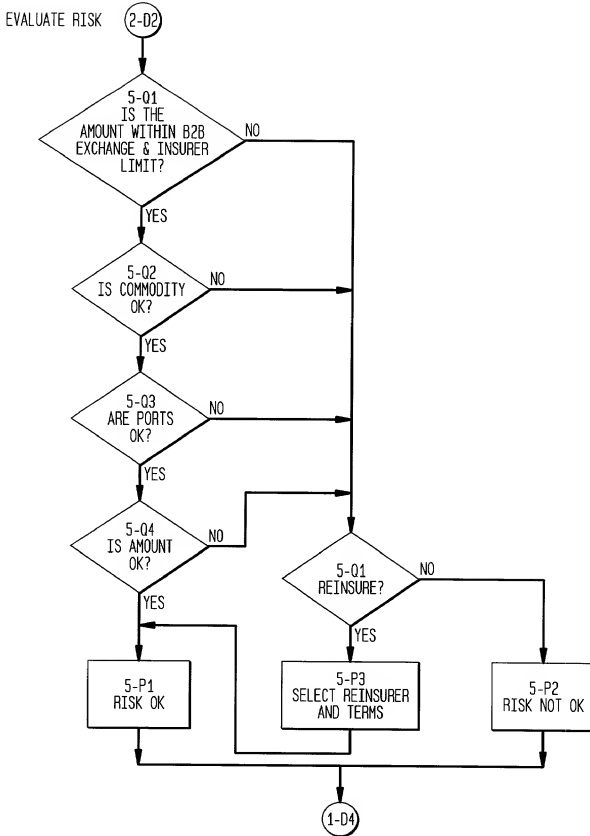 EVALUATE RISK
2-D2
5-Q1
IS THE
AMOUNT WITHIN B2B
EXCHANGE & INSURER
LIMIT?
NO
YES
5-Q2
IS COMMODITY
OK?
NO
YES
5-Q3
ARE PORTS
OK?
NO
YES
5-Q4
IS AMOUNT
OK?
NO
YES
5-Q1
REINSURE?
NO
YES
5-P1
RISK OK
5-P3
SELECT REINSURER
AND TERMS
5-P2
RISK NOT OK
1-D4